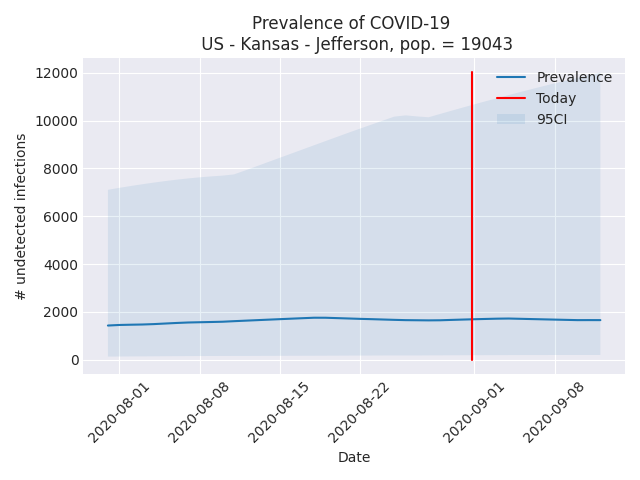 Prevalence of COVID-19
US - Kansas - Jefferson, pop. = 19043
12000
10000
8000
6000
4000
2000
0
# undetected infections
Prevalence
Today
95CI
2020-08-01
2020-08-08
2020-08-15
2020-08-22
2020-09-01
2020-09-08
Date